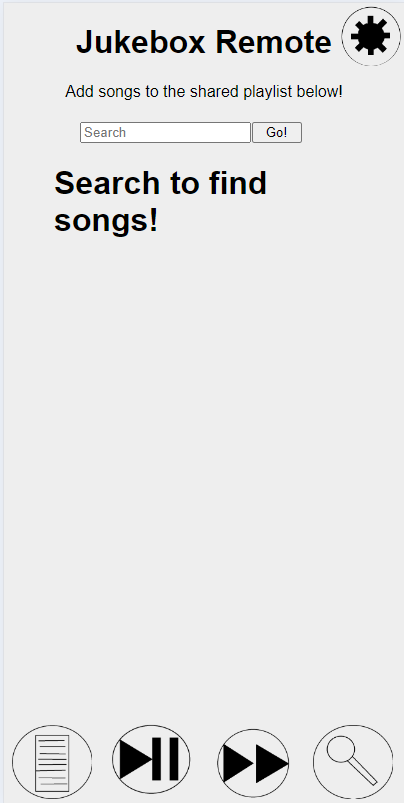 Jukebox Remote
Add songs to the shared playlist below!
Search Go!
Search to find
songs!